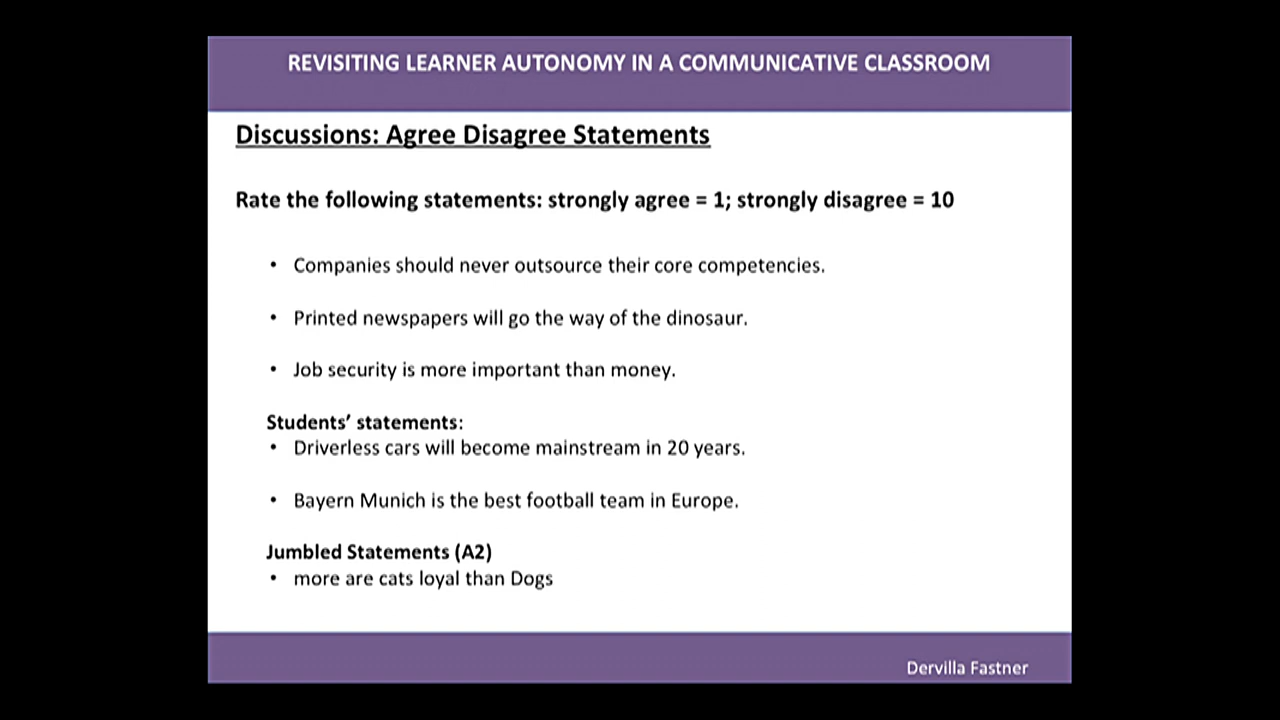 REVISITING LEARNER AUTONOMY IN A COMMUNICATIVE CLASSROOM
Discussions: Agree Disagree Statements
Rate the following statements: strongly agree = 1; strongly disagree = 10
• Companies should never outsource their core competencies.
• Printed newspapers will go the way of the dinosaur.
• Job security is more important than money.
Students’ statements:
• Driverless cars will become mainstream in 20 years.
• Bayern Munich is the best football team in Europe.
Jumbled Statements (A2)
• more are cats loyal than Dogs
Dervilla Fastner